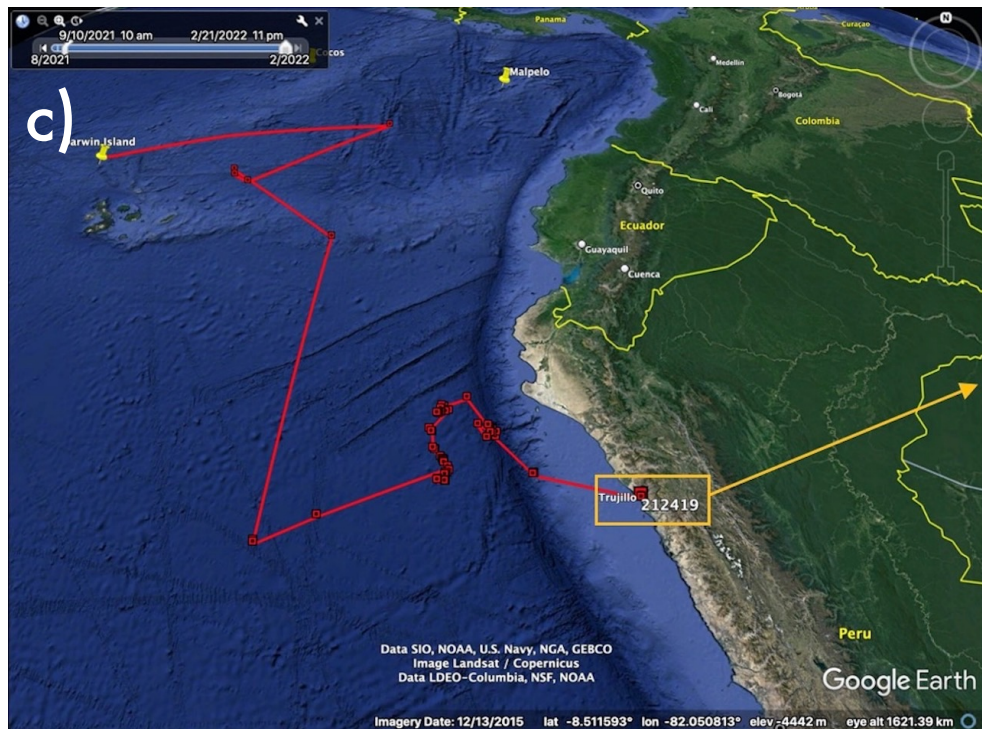 9/10/2021 10 am 2/21/2022 11 pm
8/2021 2/2022
Cocos
Panama
Curaçao
N
Malpelo
Medellín
Bogotá
Cali
Colombia
c)
arwin Island
Quito
Ecuador
Guayaquil
Cuenca
Trujillo
212419
Peru
Data SIO, NOAA, U.S. Navy, NGA, GEBCO
Image Landsat / Copernicus
Data LDEO-Columbia, NSF, NOAA
Google Earth
Imagery Date: 12/13/2015 lat -8.511593° lon -82.050813° elev -4442 m eye alt 1621.39 km